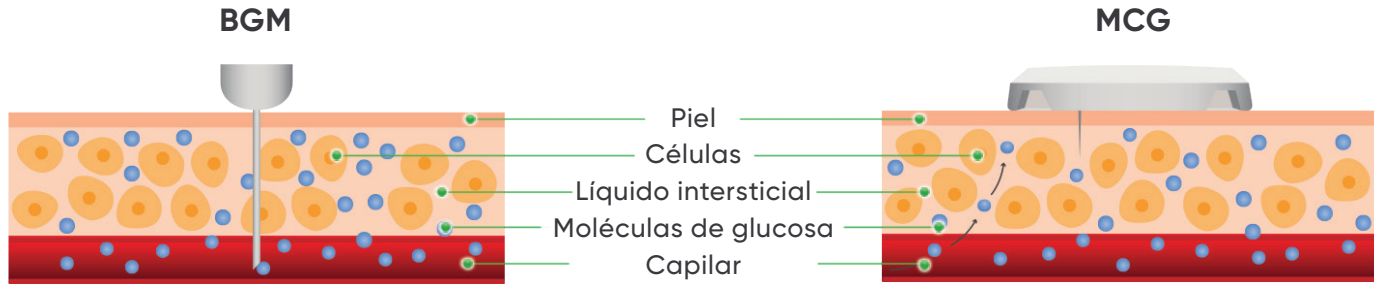 BGM
MCG
Piel
Células
Líquido intersticial
Moléculas de glucosa
Capilar